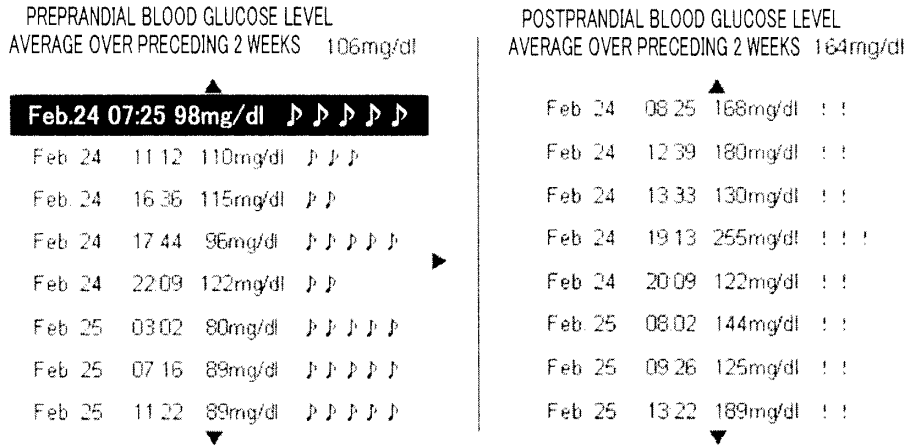 PREPRANDIAL BLOOD GLUCOSE LEVEL
AVERAGE OVER PRECEDING 2 WEEKS 106mg/dl
Feb.24 07:25 98mg/dl ♪ ♪ ♪ ♪ ♪
Feb 24 11 12 110mg/dl ♪ ♪ ♪
Feb. 24 16 36 115mg/dl ♪ ♪
Feb 24 17 44 96mg/dl ♪ ♪ ♪ ♪ ♪
Feb 24 22:09 122mg/dl ♪ ♪
Feb 25 03 02 80mg/dl ♪ ♪ ♪ ♪ ♪
Feb 25 07 16 89mg/dl ♪ ♪ ♪ ♪ ♪
Feb 25 11 22 89mg/dl ♪ ♪ ♪ ♪ ♪
POSTPRANDIAL BLOOD GLUCOSE LEVEL
AVERAGE OVER PRECEDING 2 WEEKS 164mg/dl
Feb 24 08 25 168mg/dl ! !
Feb 24 12 39 180mg/dl ! !
Feb 24 13 33 130mg/dl ! !
Feb 24 19 13 255mg/dl ! ! !
Feb 24 20 09 122mg/dl ! !
Feb. 25 08 02 144mg/dl ! !
Feb 25 09 26 125mg/dl ! !
Feb 25 13 22 189mg/dl ! !